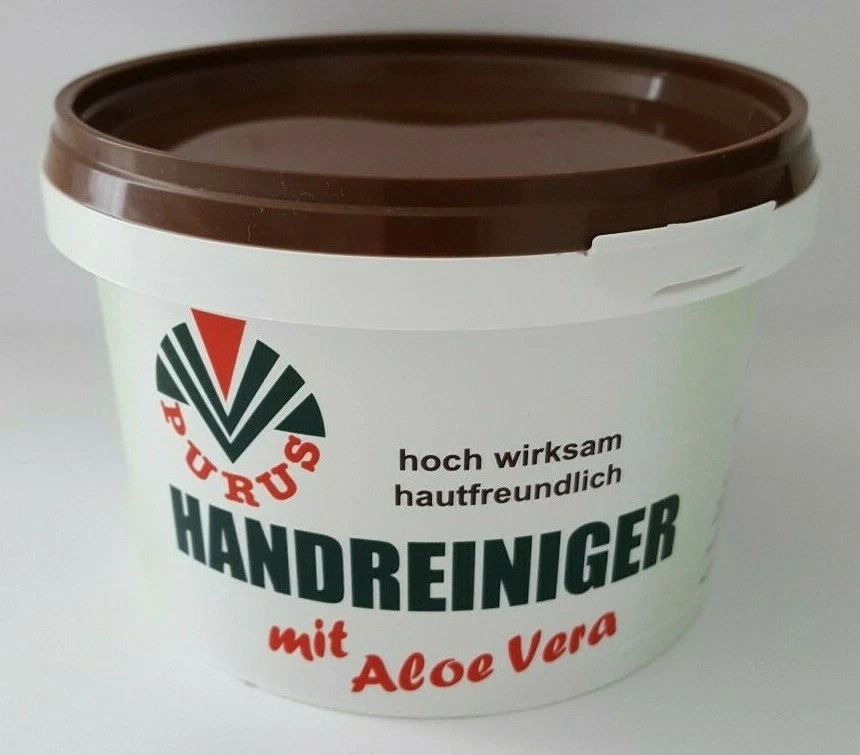 PURUS
hoch wirksam
hautfreundlich
HANDREINIGER
mit Aloe Vera